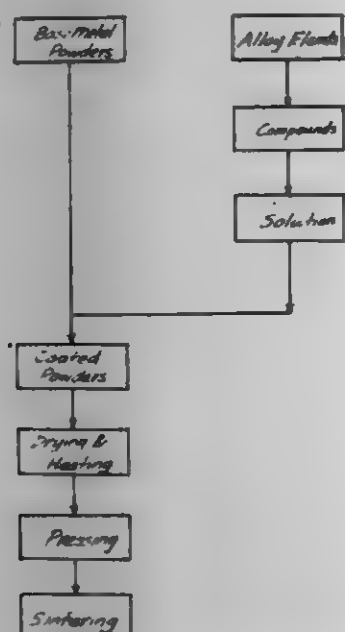 Base Metal
Powders
Alloy Elements
Compounds
Solution
Coated
Powders
Drying &
Heating
Pressing
Sintering